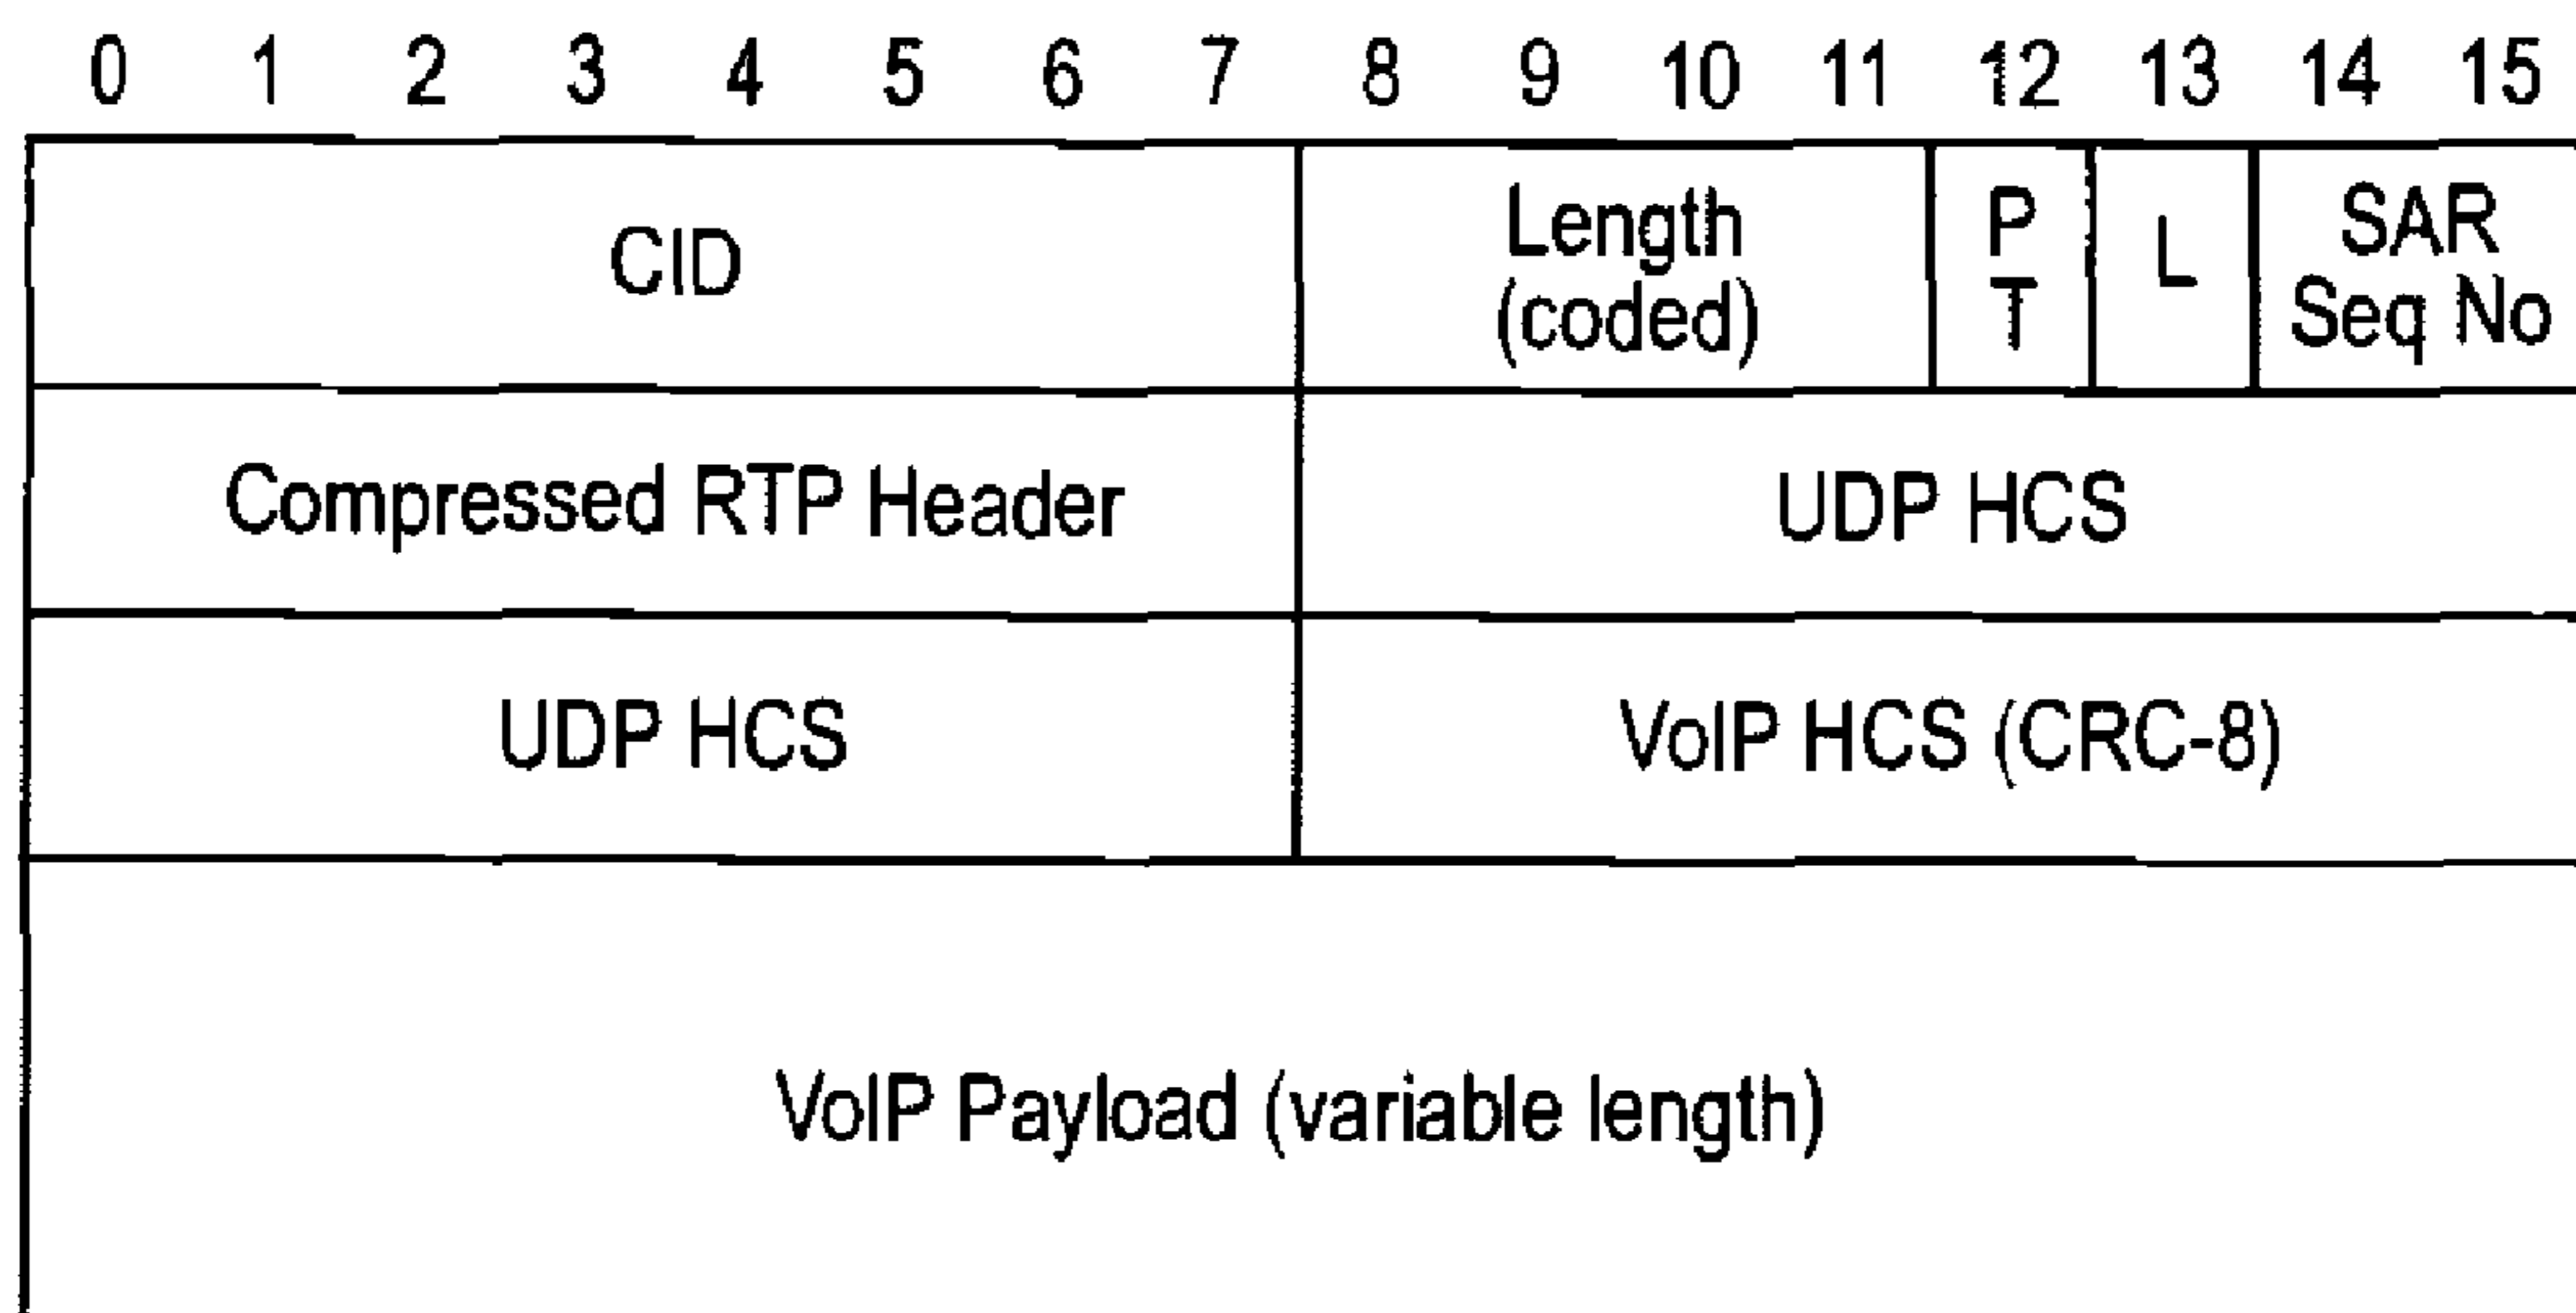 0 1 2 3 4 5 6 7 8 9 10 11 12 13 14 15
CID
Length
(coded)
P
T
L
SAR
Seq No
Compressed RTP Header
UDP HCS
UDP HCS
VoIP HCS (CRC-8)
VoIP Payload (variable length)